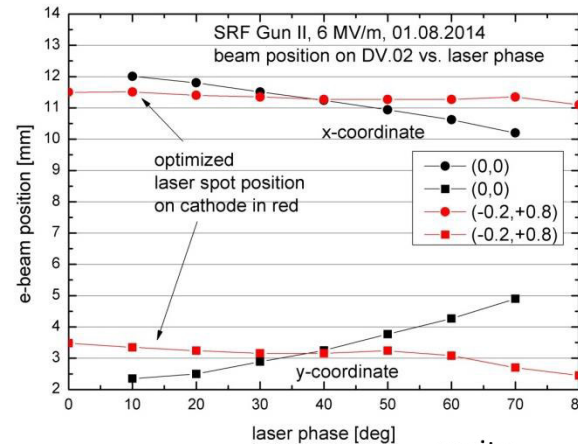 SRF Gun II, 6 MV/m, 01.08.2014
beam position on DV.02 vs. laser phase
x-coordinate
optimized
laser spot position
on cathode in red
(0,0)
(0,0)
(-0.2,+0.8)
(-0.2,+0.8)
y-coordinate
e-beam position [mm]
14
13
12
11
10
9
8
7
6
5
4
3
2
0 10 20 30 40 50 60 70 80
laser phase [deg]